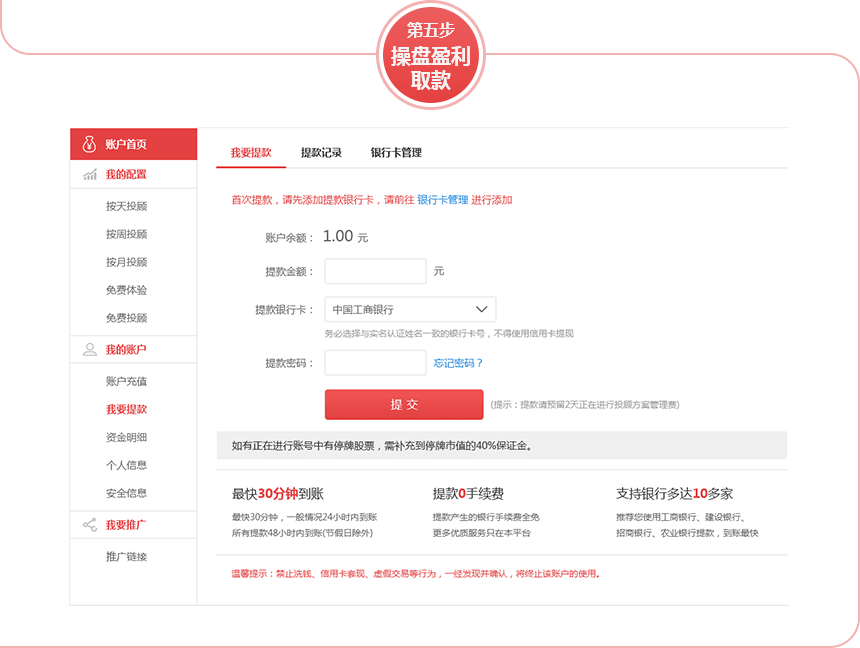 第五步
操盘盈利
取款
账户首页
我的配置
按天投顾
按周投顾
按月投顾
免费体验
免费投顾
我的账户
账户充值
我要提款
资金明细
个人信息
安全信息
我要推广
推广链接
我要提款 提款记录 银行卡管理
首次提款，请先添加提款银行卡，请前往 银行卡管理 进行添加
账户余额： 1.00 元
提款金额： 元
提款银行卡： 中国工商银行
务必选择与实名认证姓名一致的银行卡号，不得使用信用卡提现
提款密码： 忘记密码？
提 交 (提示：提款请预留2天正在进行投顾方案管理费)
如有正在进行账号中有停牌股票，需补充到停牌市值的40%保证金。
最快30分钟到账
最快30分钟，一般情况24小时内到账
所有提款48小时内到账(节假日除外)
提款0手续费
提款产生的银行手续费全免
更多优质服务只在本平台
支持银行多达10多家
推荐您使用工商银行、建设银行、
招商银行、农业银行提款，到账最快
温馨提示：禁止洗钱、信用卡套现、虚假交易等行为，一经发现并确认，将终止该账户的使用。